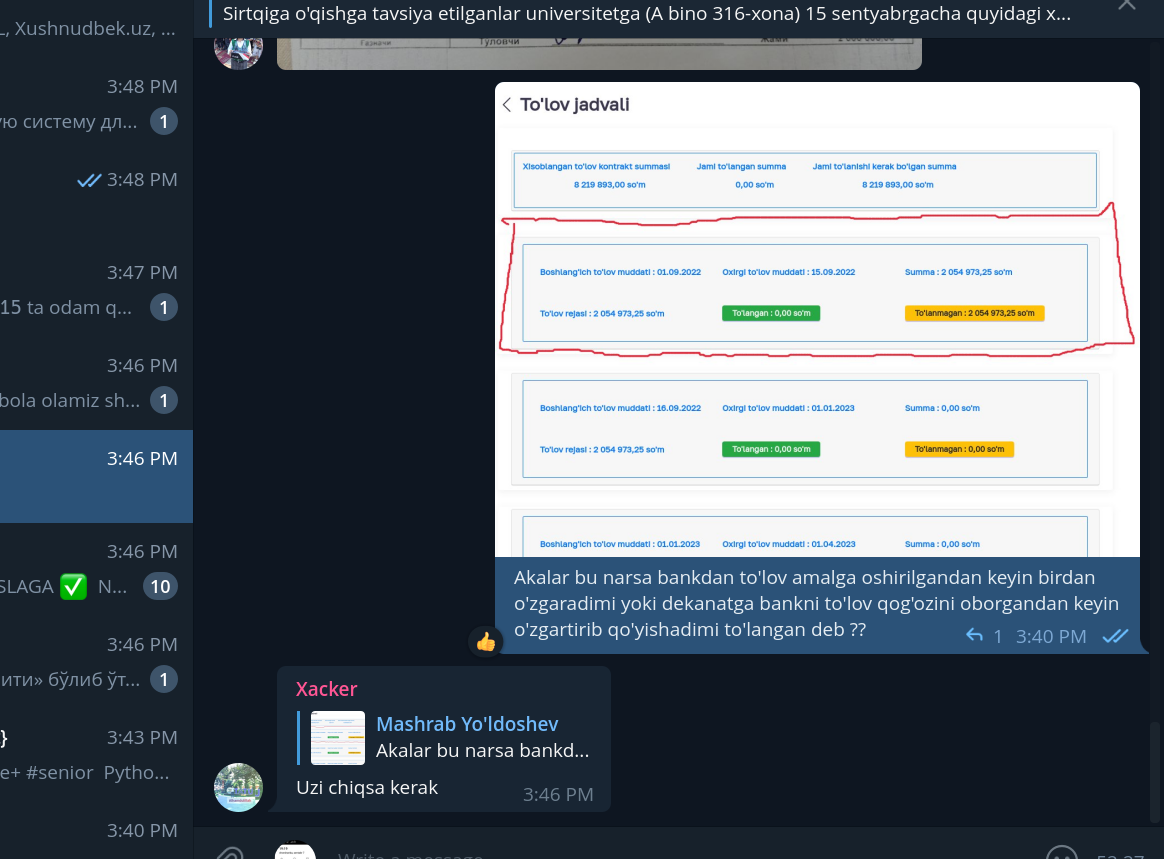 Sirtqiga o'qishga tavsiya etilganlar universitetga (A bino 316-xona) 15 sentyabrgacha quyidagi x...
L, Xushnudbek.uz, ...
3:48 PM
ую систему дл... 1
3:48 PM
3:47 PM
15 ta odam q... 1
3:46 PM
bola olamiz sh... 1
3:46 PM
3:46 PM
SLAGA ✅ N... 10
3:46 PM
ити» бўлиб ўт... 1
} 3:43 PM
e+ #senior Pytho...
3:40 PM
Туловчи
To'lov jadvali
Xisoblangan to'lov kontrakt summasi Jami to'langan summa Jami to'lanishi kerak bo'lgan summa
8 219 893,00 so'm 0,00 so'm 8 219 893,00 so'm
Boshlang'ich to'lov muddati : 01.09.2022 Oxirgi to'lov muddati : 15.09.2022 Summa : 2 054 973,25 so'm
To'lov rejasi : 2 054 973,25 so'm To'langan : 0,00 so'm To'lanmagan : 2 054 973,25 so'm
Boshlang'ich to'lov muddati : 16.09.2022 Oxirgi to'lov muddati : 01.01.2023 Summa : 0,00 so'm
To'lov rejasi : 2 054 973,25 so'm To'langan : 0,00 so'm To'lanmagan : 0,00 so'm
Boshlang'ich to'lov muddati : 01.01.2023 Oxirgi to'lov muddati : 01.04.2023 Summa : 0,00 so'm
Akalar bu narsa bankdan to'lov amalga oshirilgandan keyin birdan
o'zgaradimi yoki dekanatga bankni to'lov qog'ozini oborgandan keyin
o'zgartirib qo'yishadimi to'langan deb ??
👍 1 3:40 PM
Xacker
Mashrab Yo'ldoshev
Akalar bu narsa bankd...
Uzi chiqsa kerak 3:46 PM
Write a message...